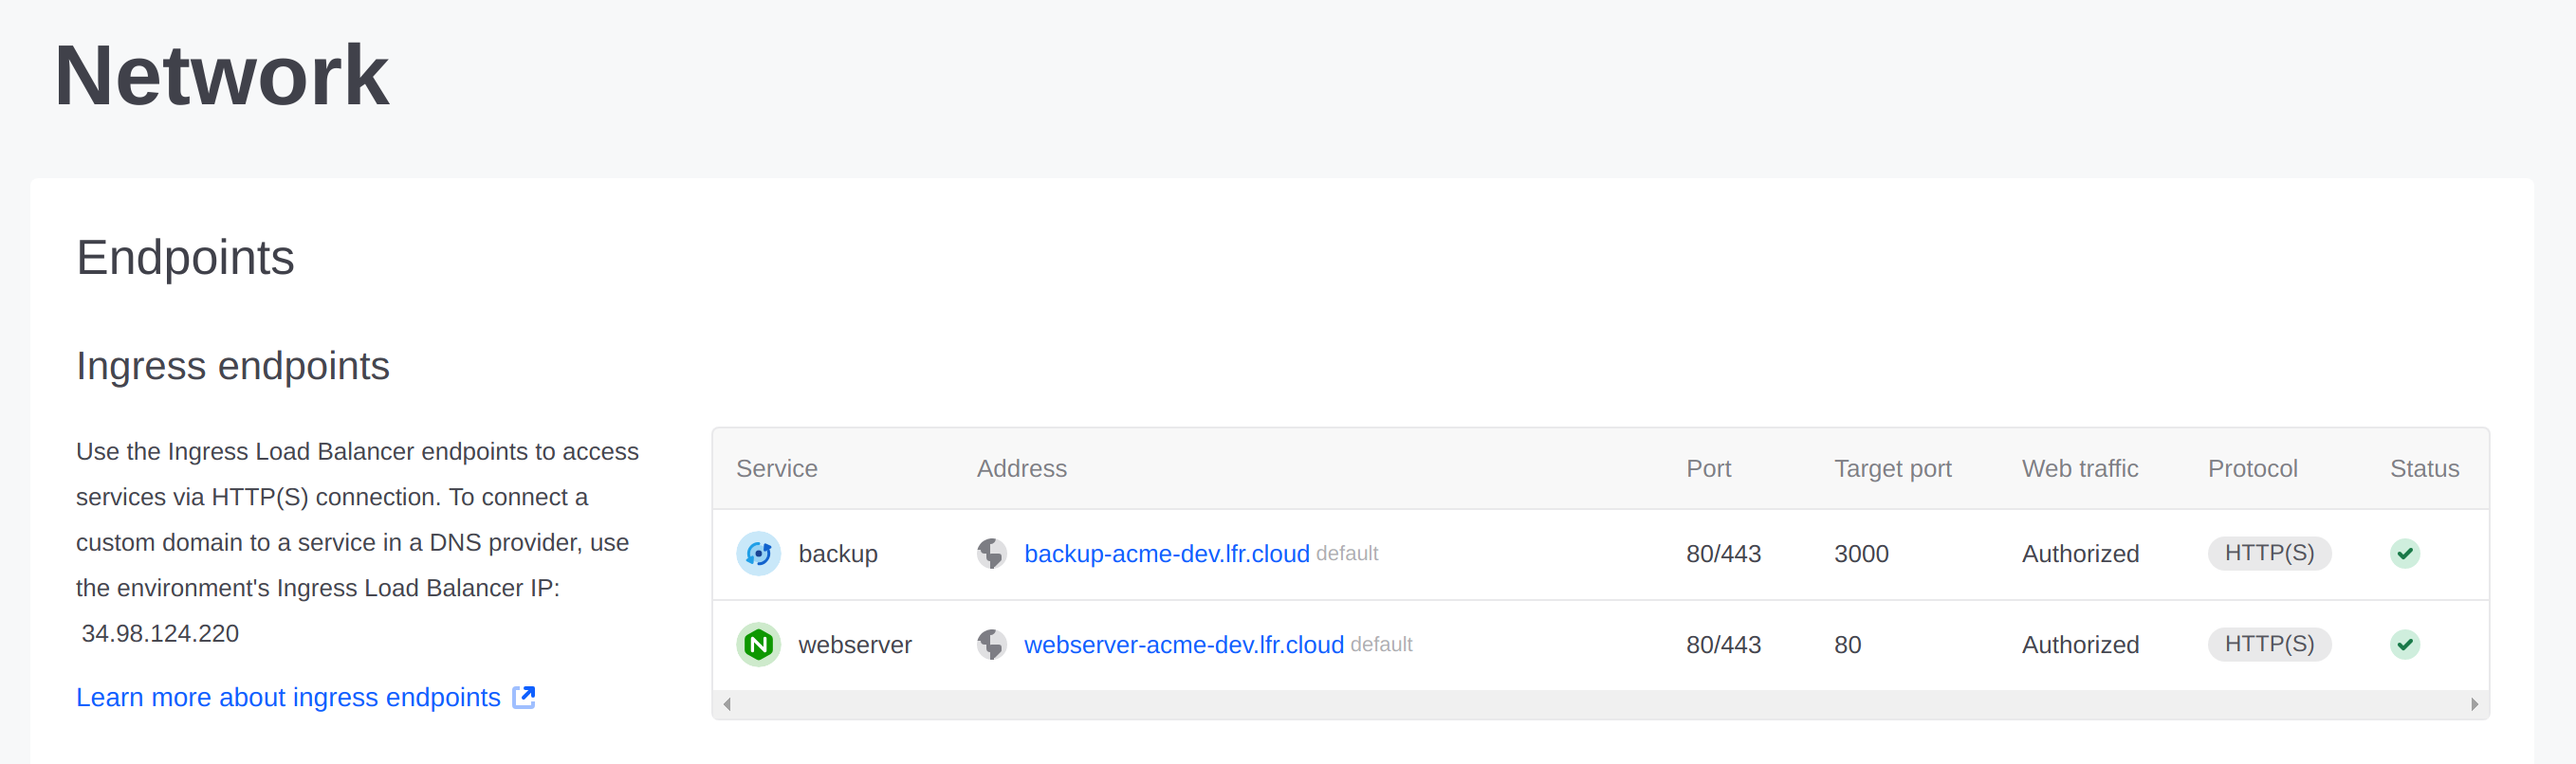 Network
Endpoints
Ingress endpoints
Use the Ingress Load Balancer endpoints to access
services via HTTP(S) connection. To connect a
custom domain to a service in a DNS provider, use
the environment's Ingress Load Balancer IP:
34.98.124.220
Learn more about ingress endpoints
Service Address Port Target port Web traffic Protocol Status
backup backup-acme-dev.lfr.cloud default 80/443 3000 Authorized HTTP(S)
webserver webserver-acme-dev.lfr.cloud default 80/443 80 Authorized HTTP(S)